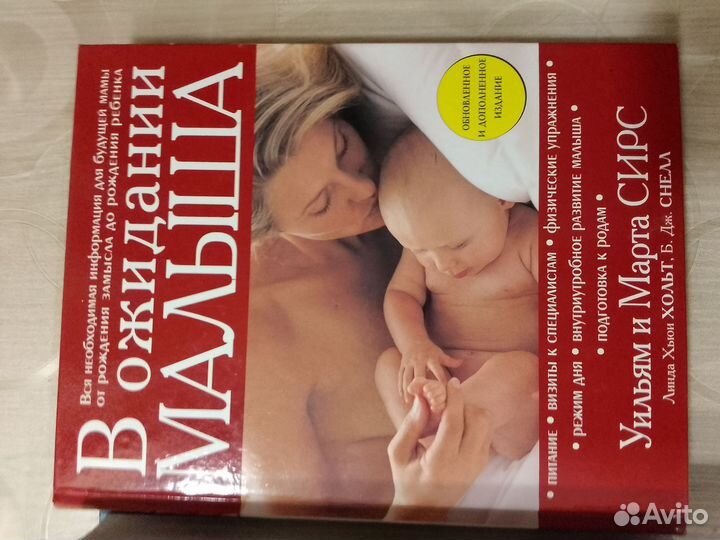 Вся необходимая информация для будущей мамы
от рождения замысла до рождения ребенка
В ожидании
МАЛЫША
ОБНОВЛЕННОЕ
И ДОПОЛНЕННОЕ
ИЗДАНИЕ
• ПИТАНИЕ • ВИЗИТЫ К СПЕЦИАЛИСТАМ • ФИЗИЧЕСКИЕ УПРАЖНЕНИЯ •
• РЕЖИМ ДНЯ • ВНУТРИУТРОБНОЕ РАЗВИТИЕ МАЛЫША •
• ПОДГОТОВКА К РОДАМ •
Уильям и Марта СИРС
Линда Хьюи ХОЛЬТ, Б. Дж. СНЕЛЛ
Avito